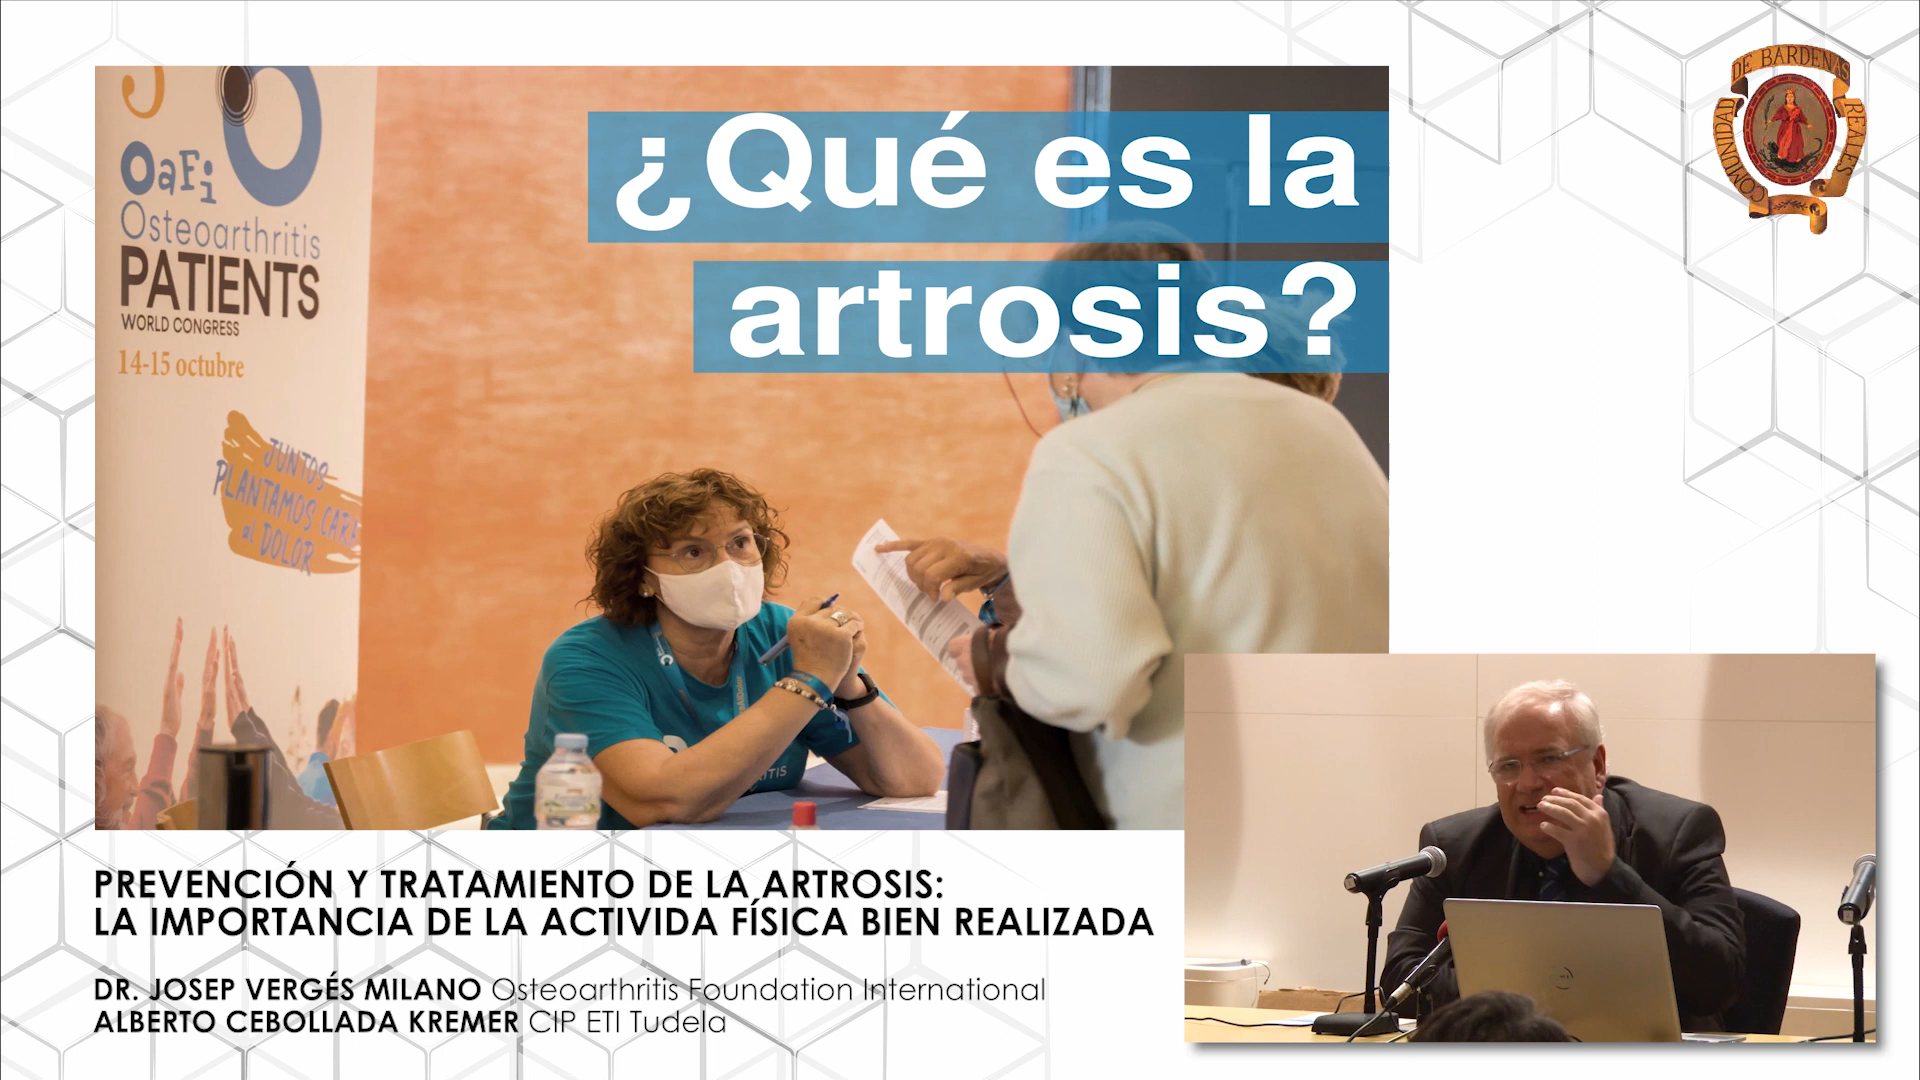 COMUNIDAD DE BARDENAS REALES
¿Qué es la
artrosis?
OaFi
Osteoarthritis
PATIENTS
WORLD CONGRESS
14-15 octubre
JUNTOS
PLANTAMOS CARA
al DOLOR
PREVENCIÓN Y TRATAMIENTO DE LA ARTROSIS:
LA IMPORTANCIA DE LA ACTIVIDA FÍSICA BIEN REALIZADA
DR. JOSEP VERGÉS MILANO Osteoarthritis Foundation International
ALBERTO CEBOLLADA KREMER CIP ETI Tudela